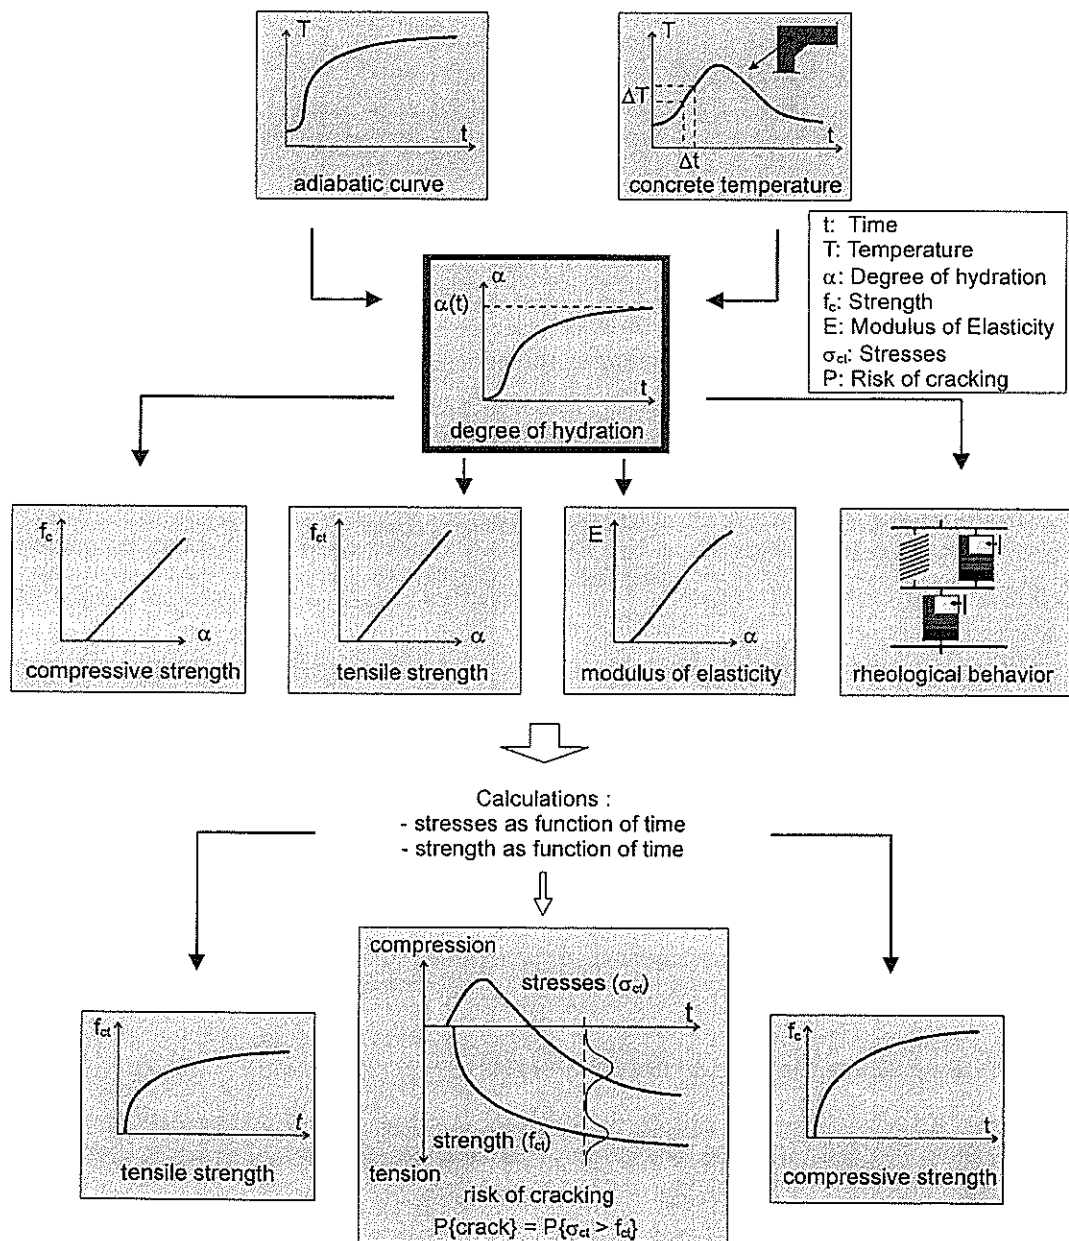 T
t
adiabatic curve
T
ΔT
t
Δt
concrete temperature
t: Time
T: Temperature
α: Degree of hydration
fc: Strength
E: Modulus of Elasticity
σct: Stresses
P: Risk of cracking
α
α(t)
t
degree of hydration
fc
α
compressive strength
fct
α
tensile strength
E
α
modulus of elasticity
rheological behavior
Calculations :
- stresses as function of time
- strength as function of time
compression
stresses (σct)
t
strength (fct)
tension
risk of cracking
P{crack} = P{σct > fct}
fct
t
tensile strength
fc
t
compressive strength